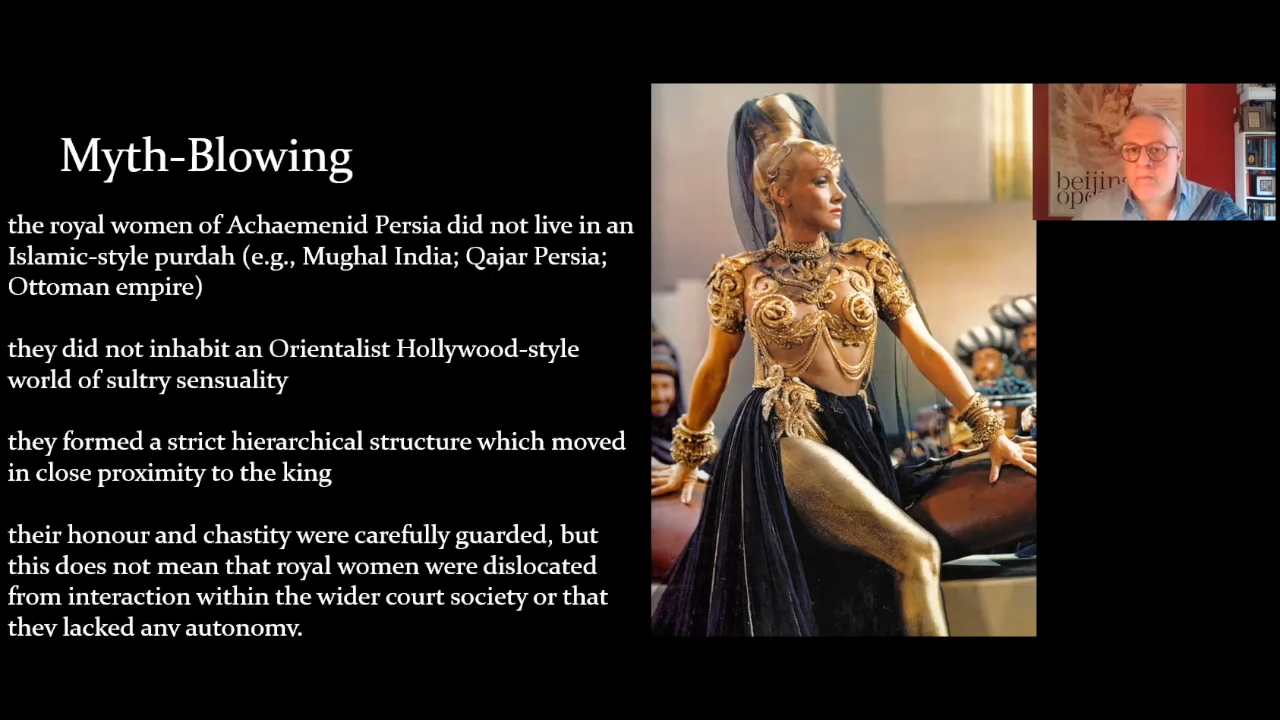 Myth-Blowing
the royal women of Achaemenid Persia did not live in an
Islamic-style purdah (e.g., Mughal India; Qajar Persia;
Ottoman empire)
they did not inhabit an Orientalist Hollywood-style
world of sultry sensuality
they formed a strict hierarchical structure which moved
in close proximity to the king
their honour and chastity were carefully guarded, but
this does not mean that royal women were dislocated
from interaction within the wider court society or that
they lacked any autonomy.
beijing